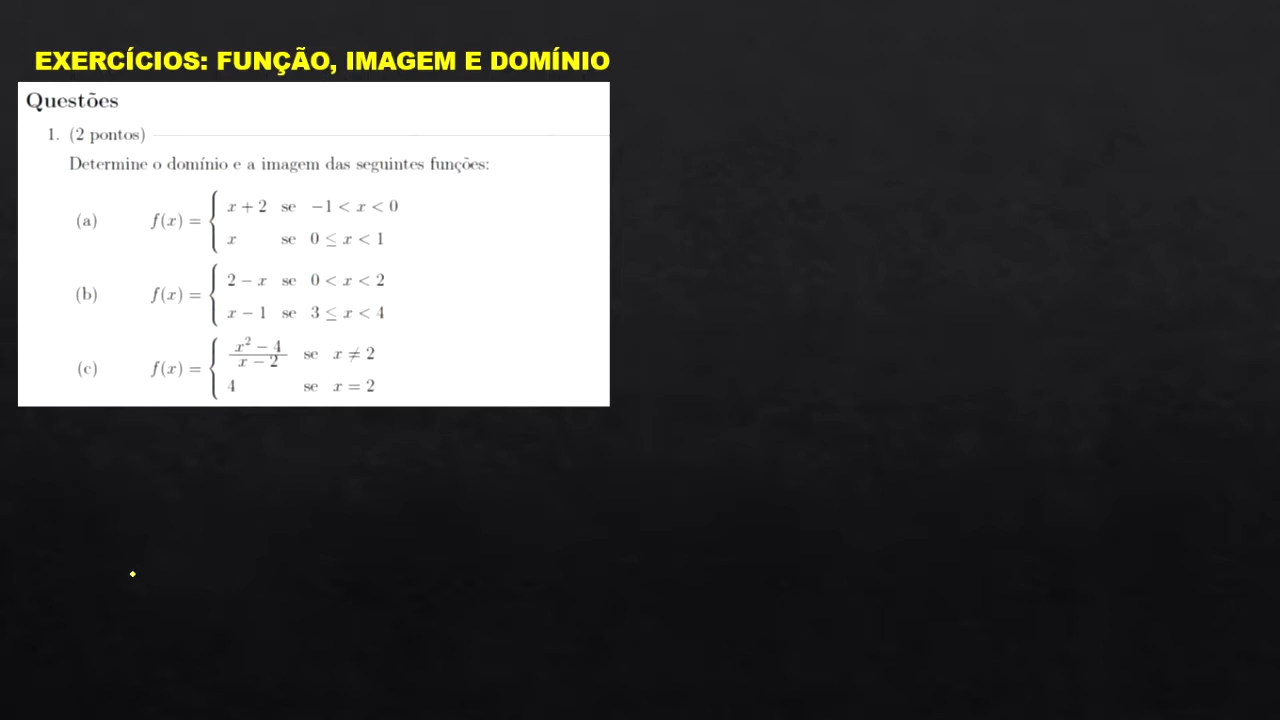 EXERCÍCIOS: FUNÇÃO, IMAGEM E DOMÍNIO
Questões
1. (2 pontos)
Determine o domínio e a imagem das seguintes funções:
(a) f(x) = { x + 2 se −1 < x < 0
x se 0 ≤ x < 1
(b) f(x) = { 2 − x se 0 < x < 2
x − 1 se 3 ≤ x < 4
(c) f(x) = { x² − 4 / x − 2 se x ≠ 2
4 se x = 2